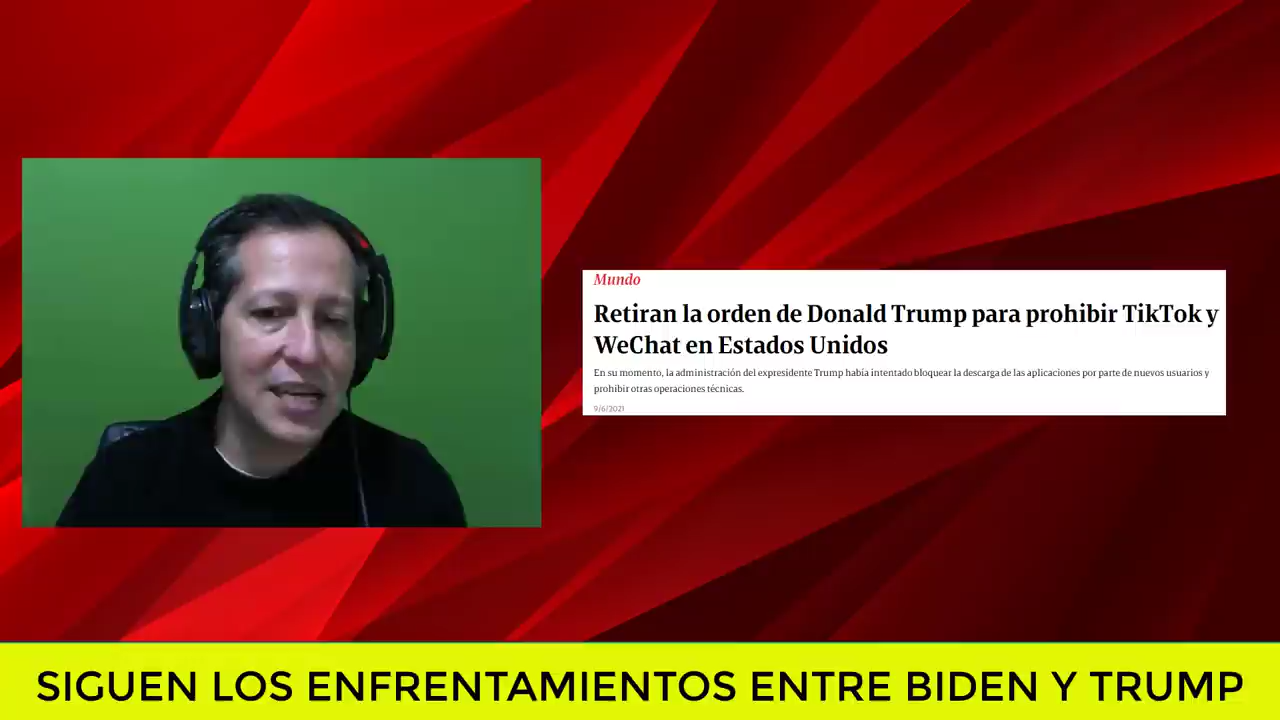 Mundo
Retiran la orden de Donald Trump para prohibir TikTok y
WeChat en Estados Unidos
En su momento, la administración del expresidente Trump había intentado bloquear la descarga de las aplicaciones por parte de nuevos usuarios y
prohibir otras operaciones técnicas.
9/6/2021
SIGUEN LOS ENFRENTAMIENTOS ENTRE BIDEN Y TRUMP